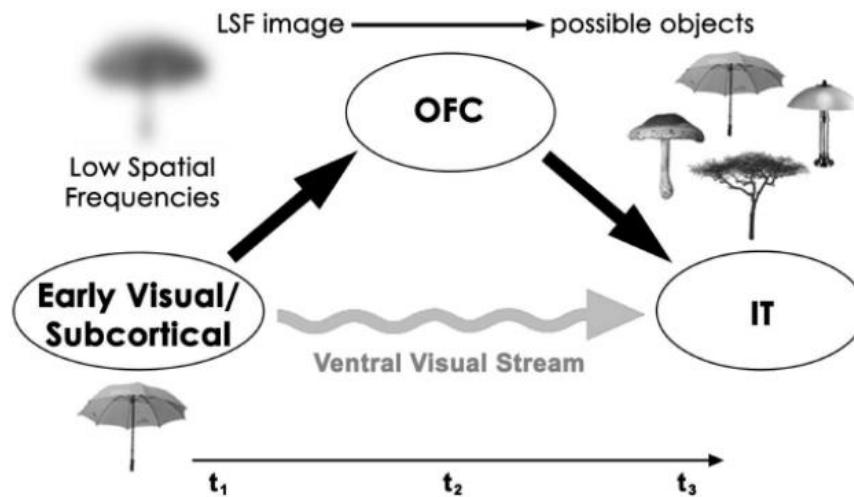 LSF image
possible objects
OFC
Low Spatial
Frequencies
Early Visual/
Subcortical
IT
Ventral Visual Stream
t1
t2
t3